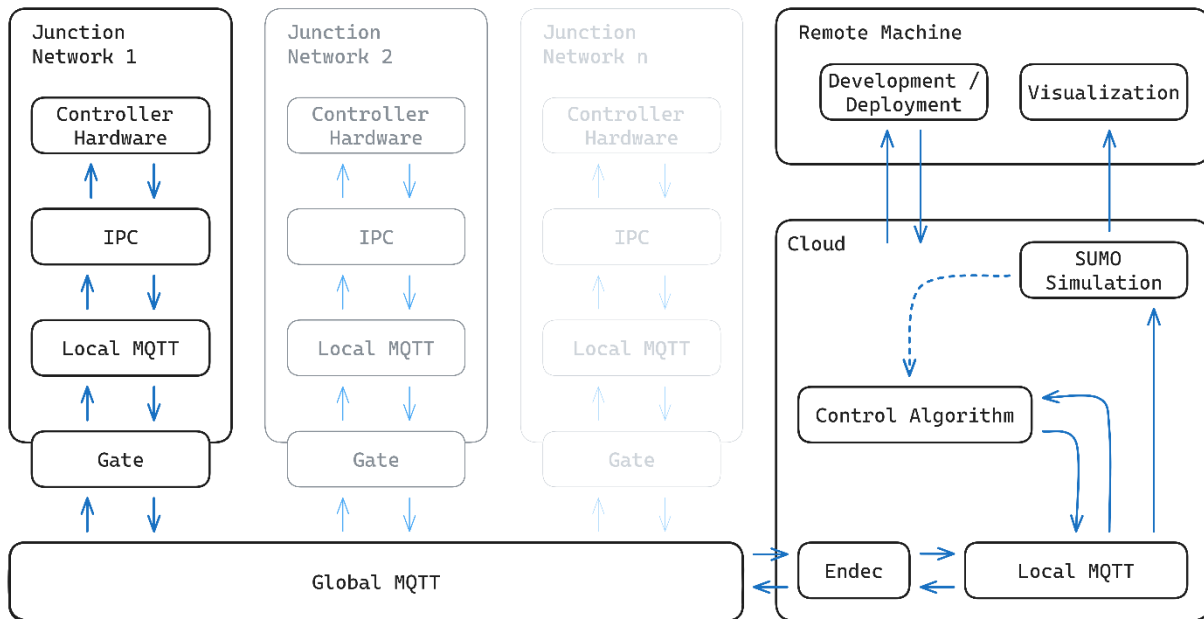 Junction
Network 1
Controller
Hardware
IPC
Local MQTT
Gate
Junction
Network 2
Controller
Hardware
IPC
Local MQTT
Gate
Junction
Network n
Controller
Hardware
IPC
Local MQTT
Gate
Global MQTT
Remote Machine
Development /
Deployment
Visualization
Cloud
SUMO
Simulation
Control Algorithm
Endec
Local MQTT